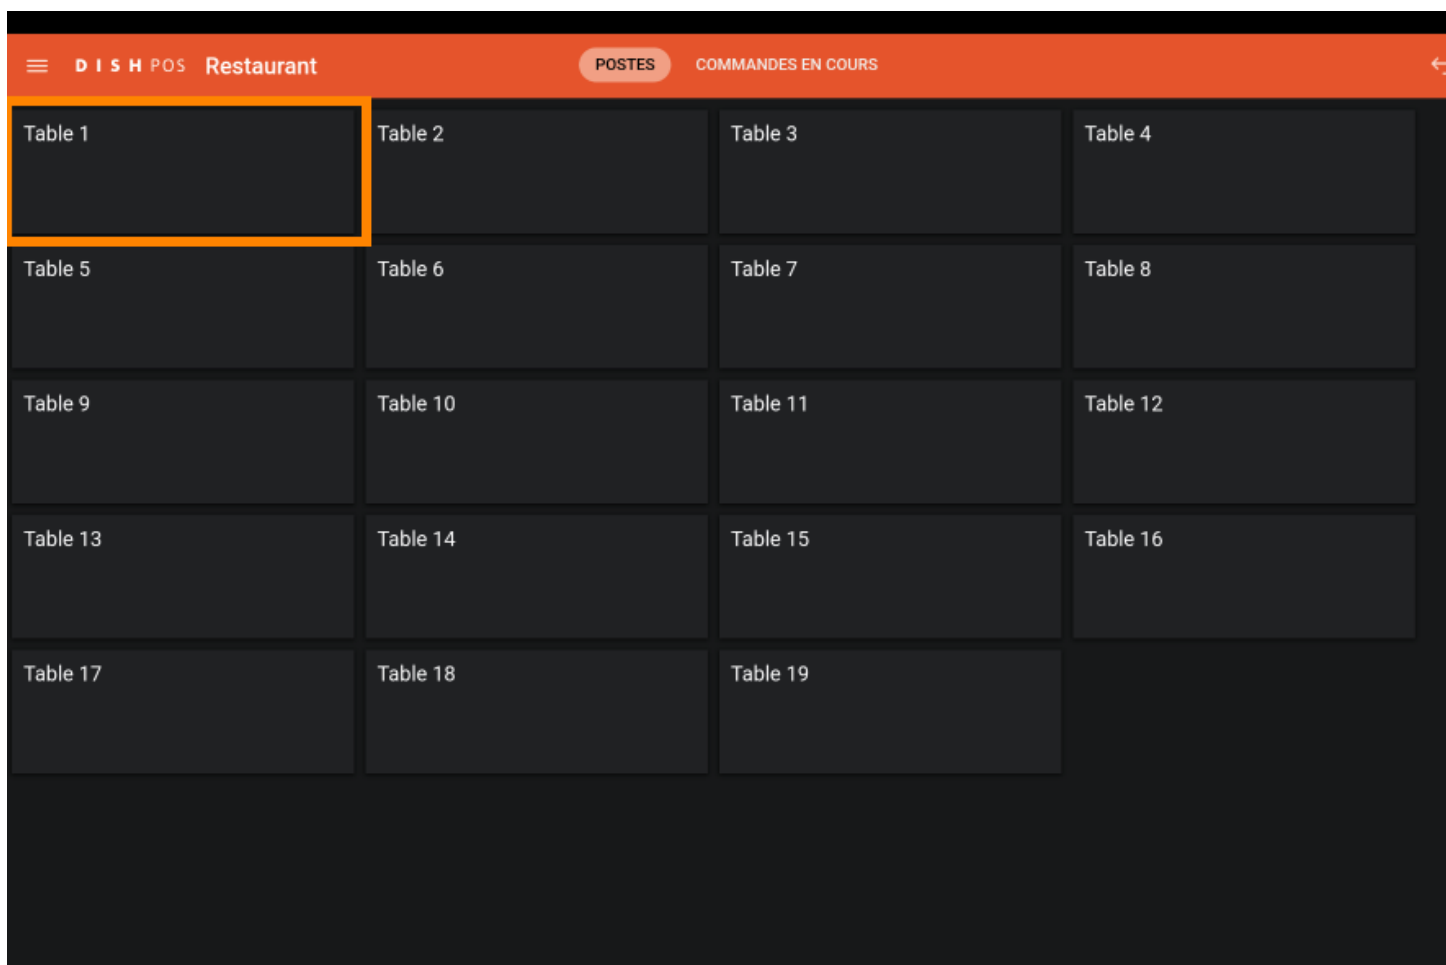 DISH POS Restaurant POSTES COMMANDES EN COURS
Table 1 Table 2 Table 3 Table 4
Table 5 Table 6 Table 7 Table 8
Table 9 Table 10 Table 11 Table 12
Table 13 Table 14 Table 15 Table 16
Table 17 Table 18 Table 19